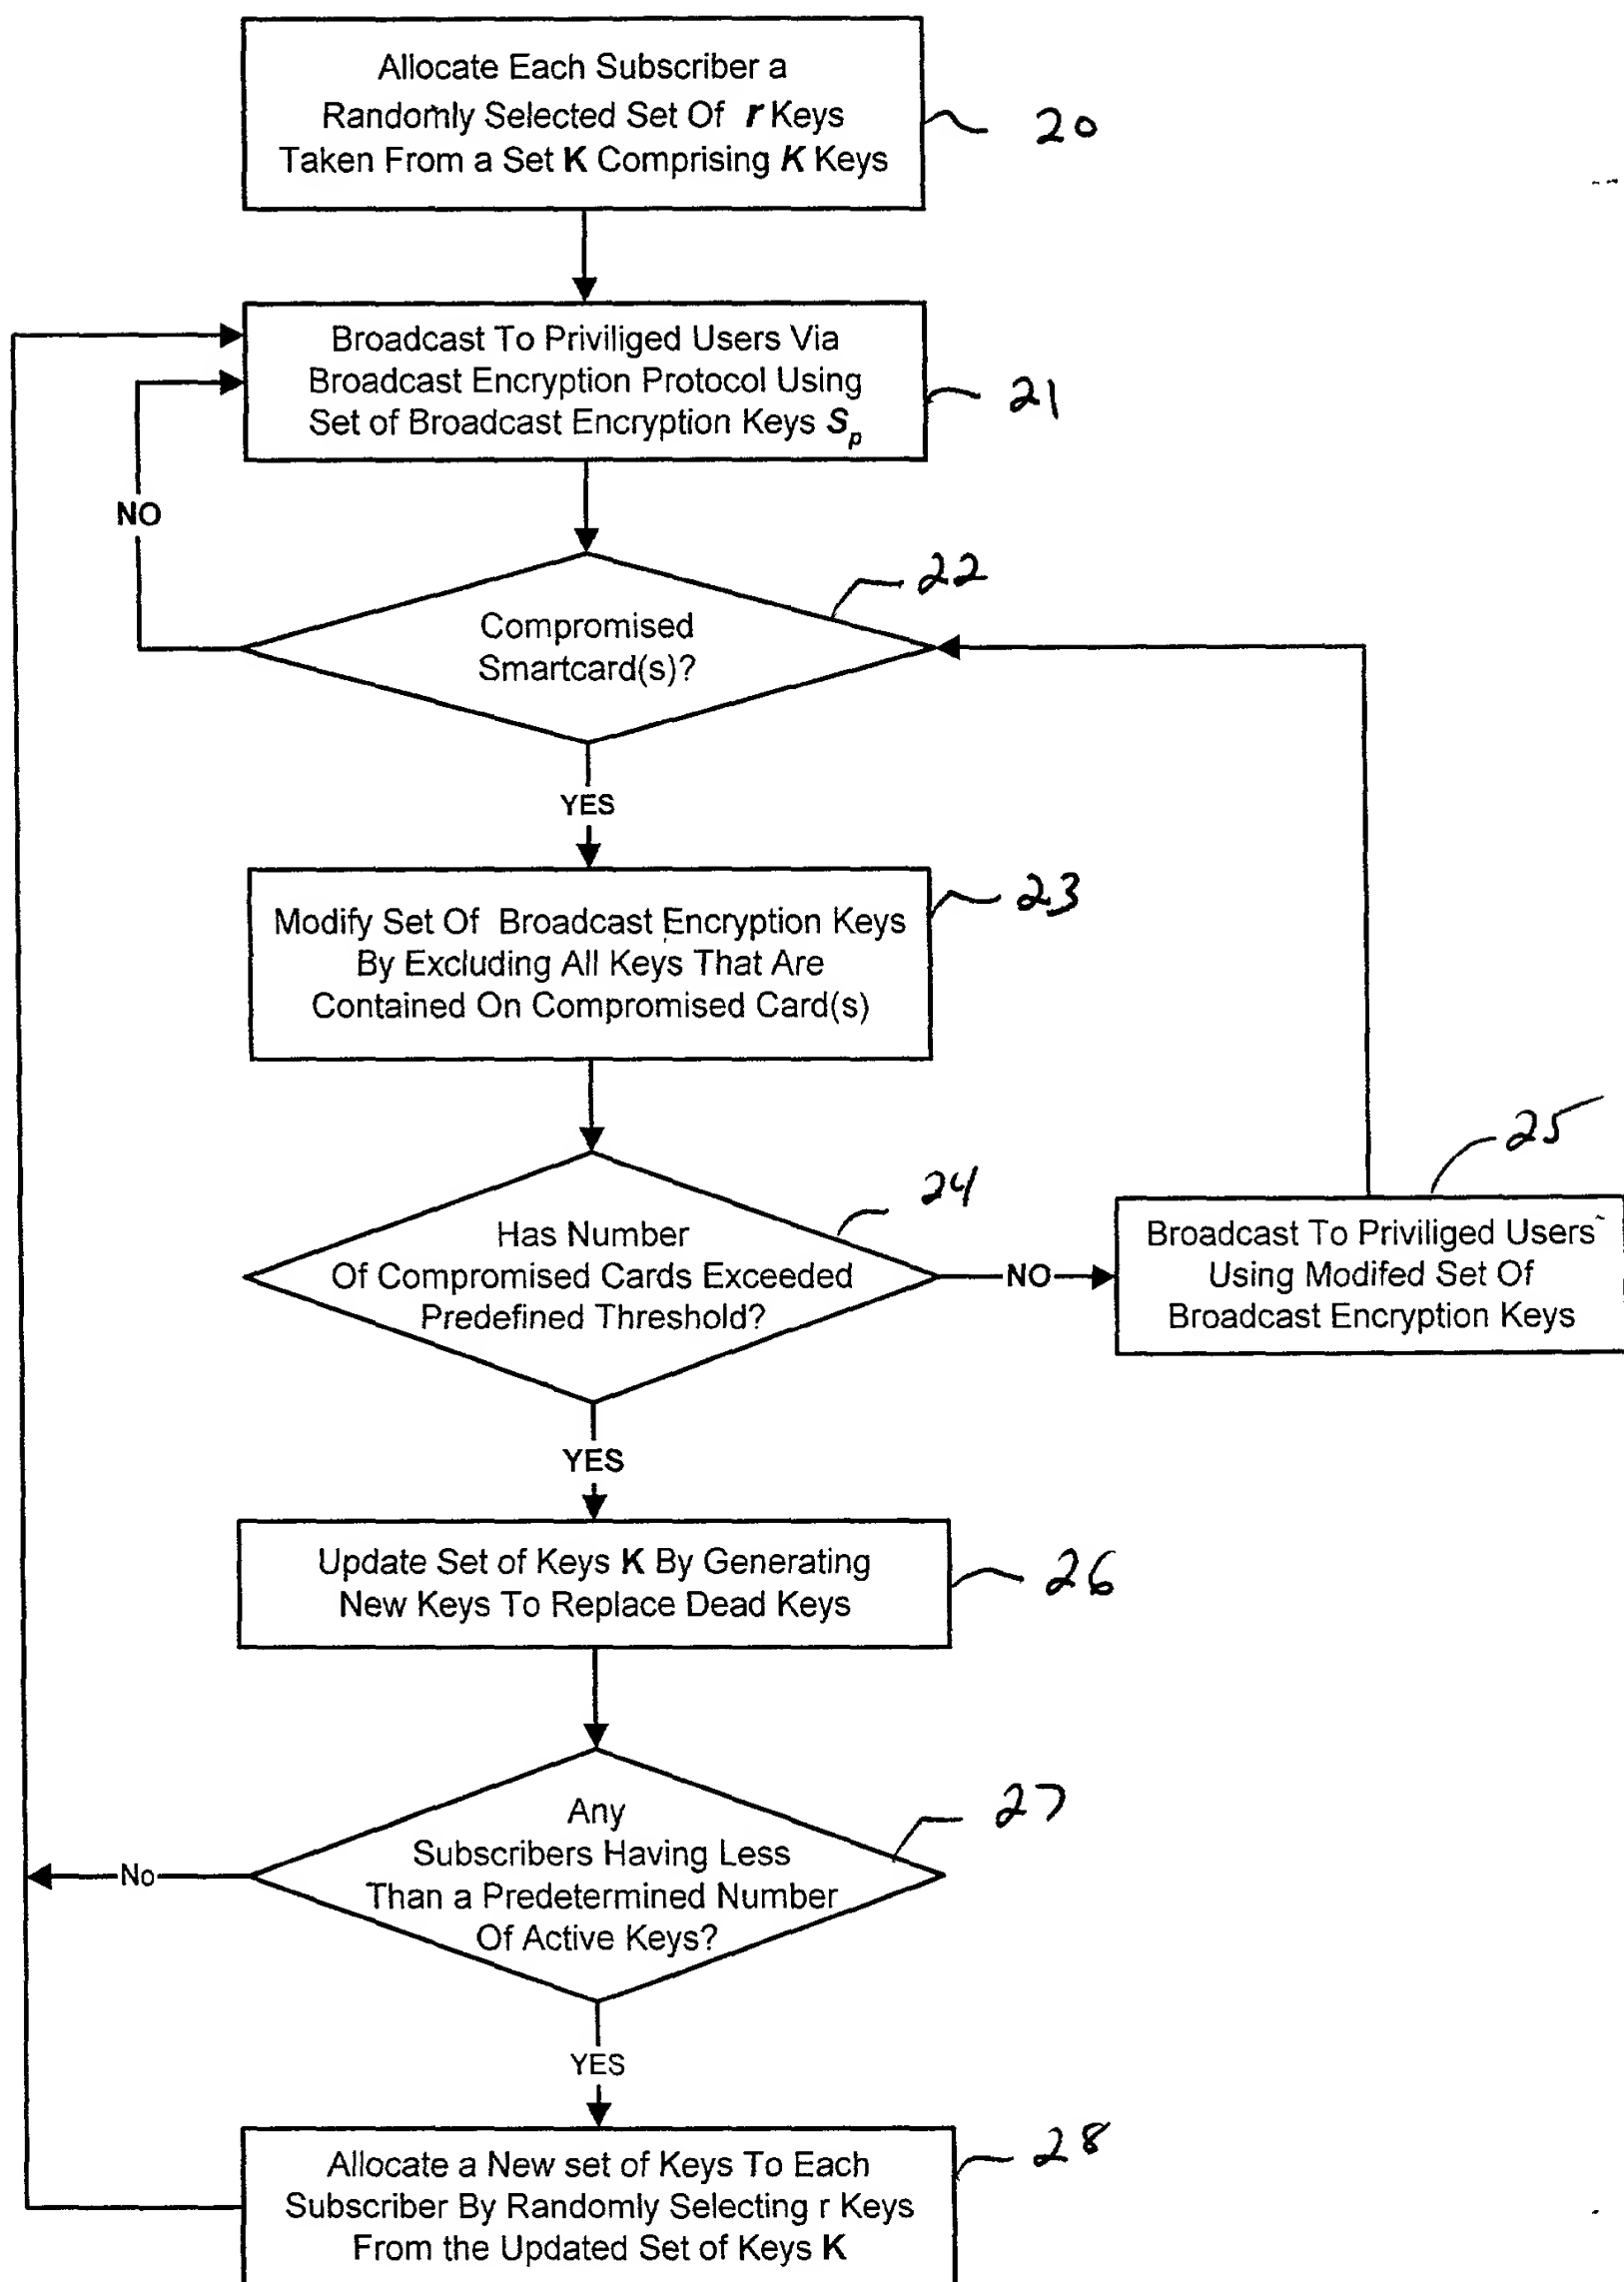 Allocate Each Subscriber a
Randomly Selected Set Of r Keys
Taken From a Set K Comprising K Keys
20
Broadcast To Priviliged Users Via
Broadcast Encryption Protocol Using
Set of Broadcast Encryption Keys Sp
21
NO
22
Compromised
Smartcard(s)?
YES
23
Modify Set Of Broadcast Encryption Keys
By Excluding All Keys That Are
Contained On Compromised Card(s)
24
Has Number
Of Compromised Cards Exceeded
Predefined Threshold?
NO
25
Broadcast To Priviliged Users
Using Modifed Set Of
Broadcast Encryption Keys
YES
Update Set of Keys K By Generating
New Keys To Replace Dead Keys
26
27
Any
Subscribers Having Less
Than a Predetermined Number
Of Active Keys?
No
YES
28
Allocate a New set of Keys To Each
Subscriber By Randomly Selecting r Keys
From the Updated Set of Keys K